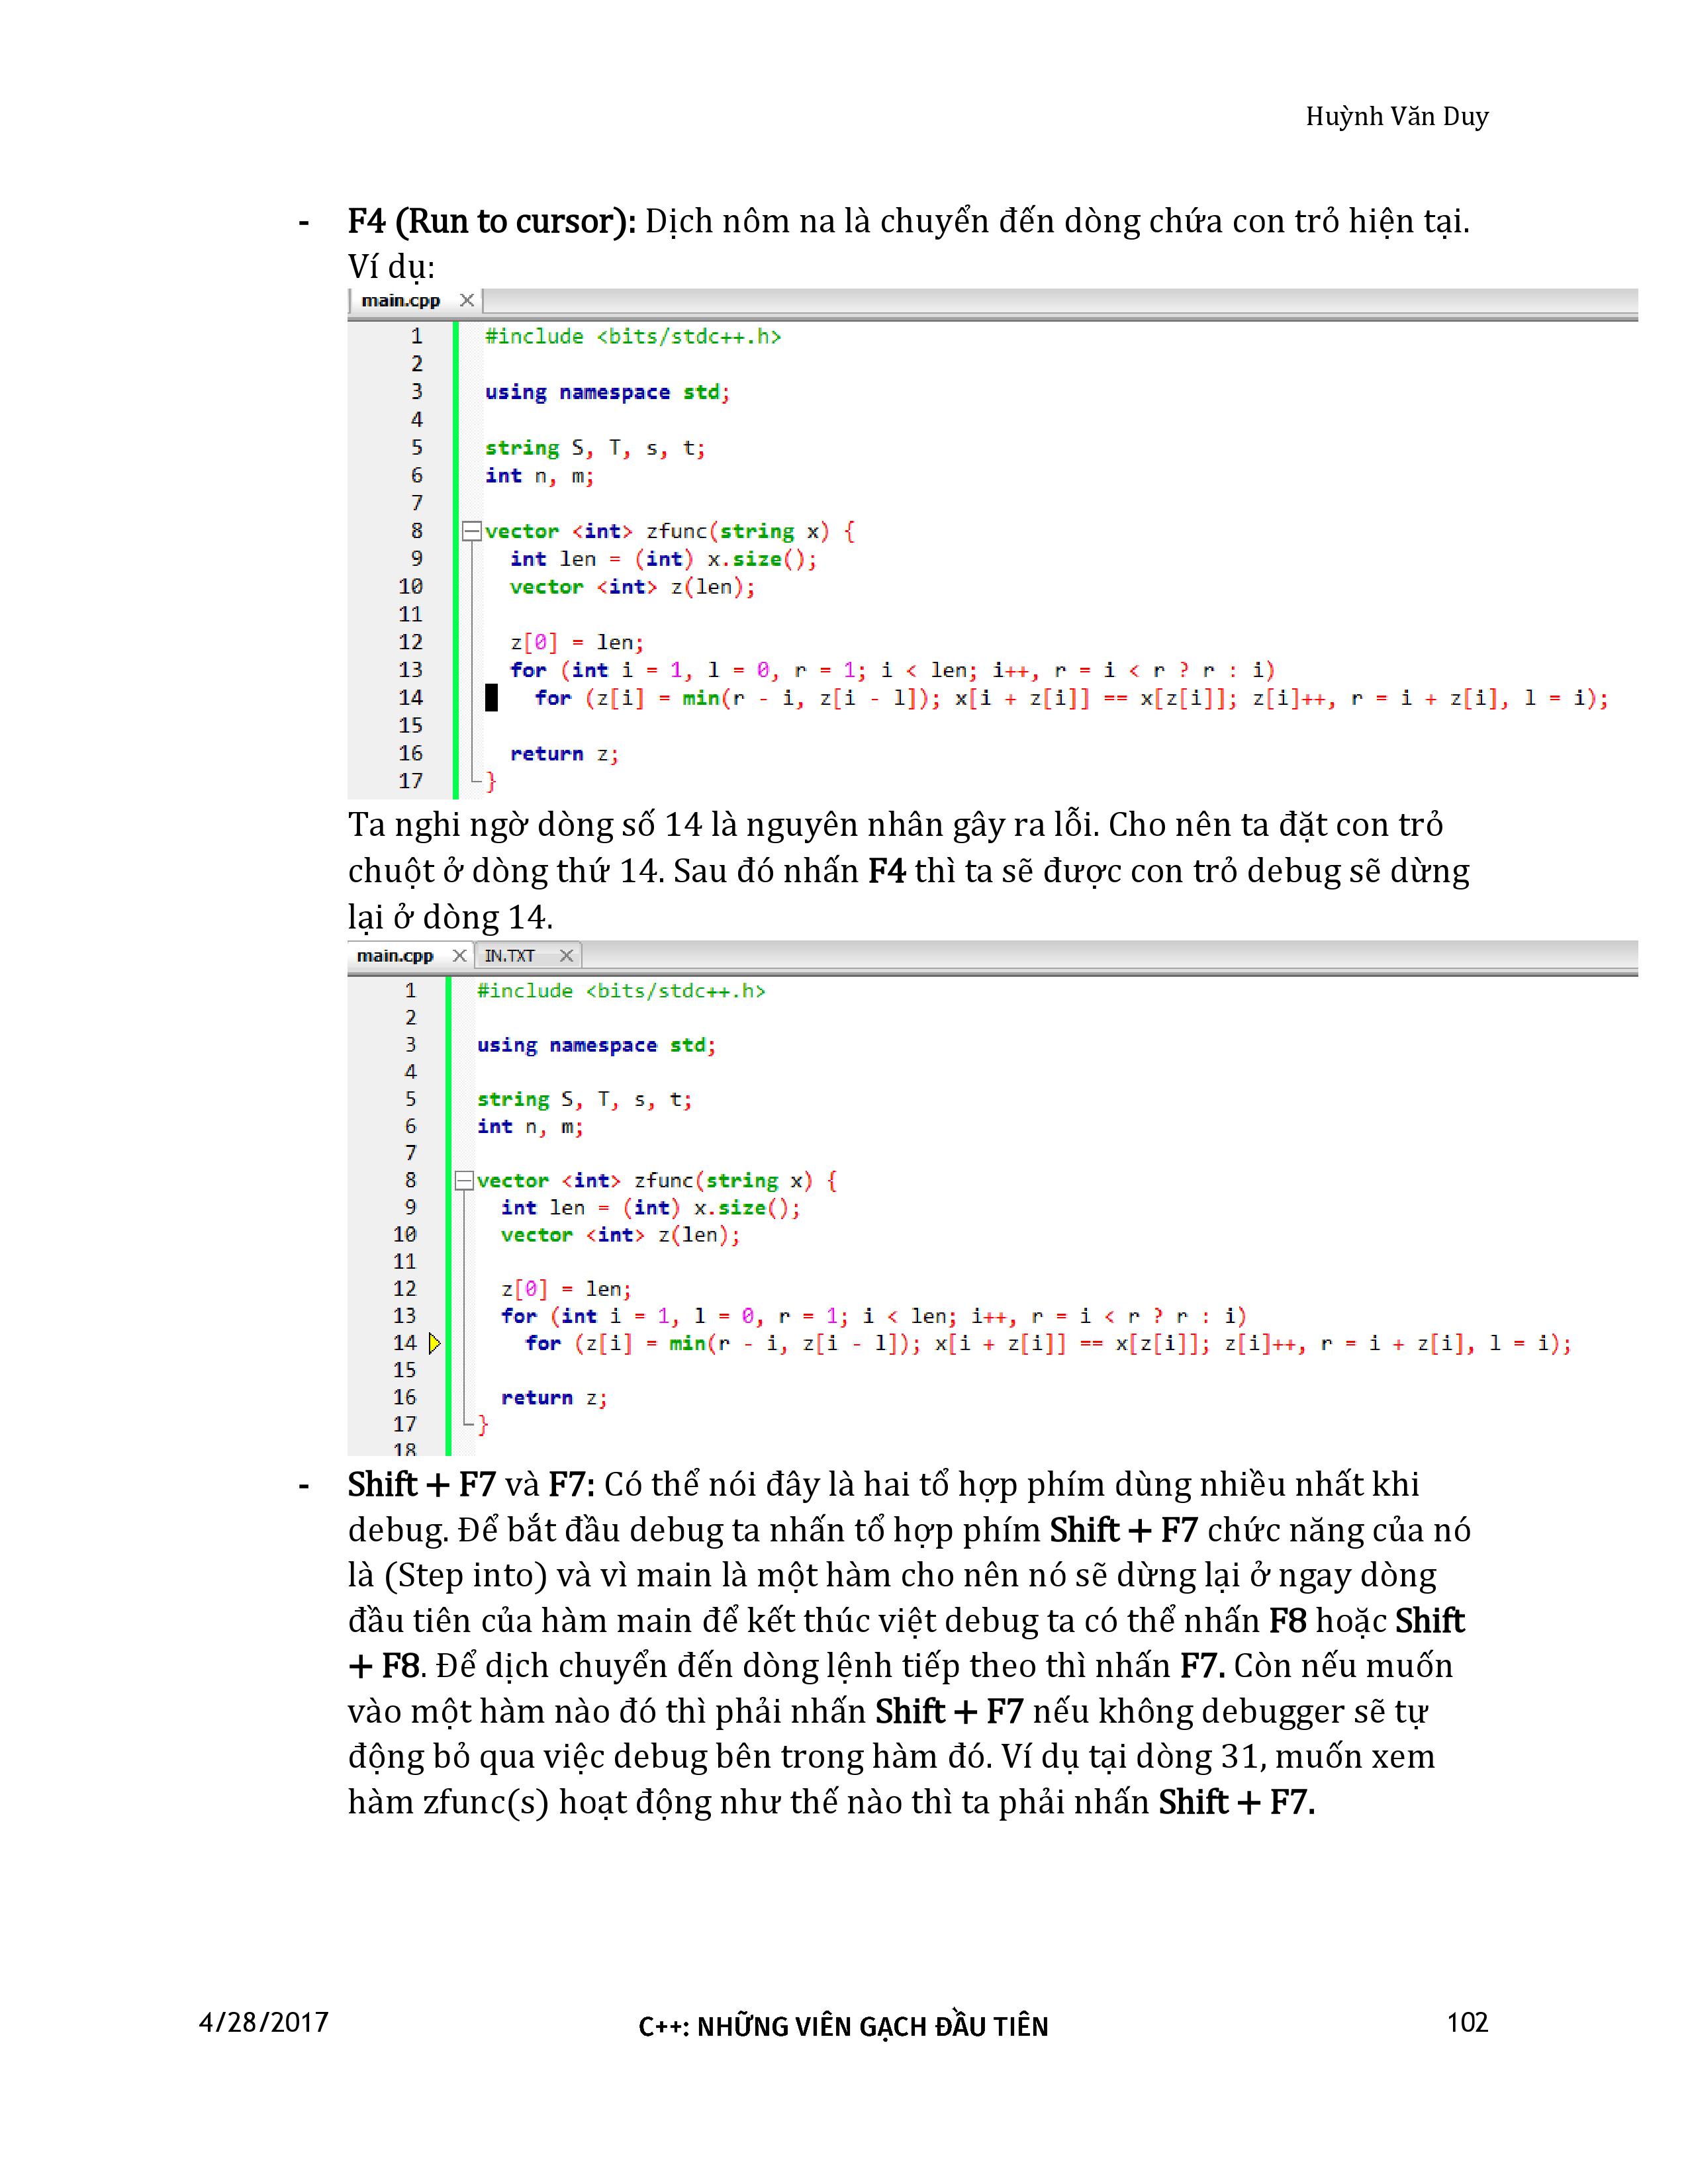 Huỳnh Văn Duy
- F4 (Run to cursor): Dịch nôm na là chuyển đến dòng chứa con trỏ hiện tại.
Ví dụ:
main.cpp
1 #include <bits/stdc++.h>
2
3 using namespace std;
4
5 string S, T, s, t;
6 int n, m;
7
8 vector <int> zfunc(string x) {
9 int len = (int) x.size();
10 vector <int> z(len);
11
12 z[0] = len;
13 for (int i = 1, l = 0, r = 1; i < len; i++, r = i < r ? r : i)
14 for (z[i] = min(r - i, z[i - l]); x[i + z[i]] == x[z[i]]; z[i]++, r = i + z[i], l = i);
15
16 return z;
17 }
Ta nghi ngờ dòng số 14 là nguyên nhân gây ra lỗi. Cho nên ta đặt con trỏ
chuột ở dòng thứ 14. Sau đó nhấn F4 thì ta sẽ được con trỏ debug sẽ dừng
lại ở dòng 14.
main.cpp IN.TXT
1 #include <bits/stdc++.h>
2
3 using namespace std;
4
5 string S, T, s, t;
6 int n, m;
7
8 vector <int> zfunc(string x) {
9 int len = (int) x.size();
10 vector <int> z(len);
11
12 z[0] = len;
13 for (int i = 1, l = 0, r = 1; i < len; i++, r = i < r ? r : i)
14 for (z[i] = min(r - i, z[i - l]); x[i + z[i]] == x[z[i]]; z[i]++, r = i + z[i], l = i);
15
16 return z;
17 }
18
- Shift + F7 và F7: Có thể nói đây là hai tổ hợp phím dùng nhiều nhất khi
debug. Để bắt đầu debug ta nhấn tổ hợp phím Shift + F7 chức năng của nó
là (Step into) và vì main là một hàm cho nên nó sẽ dừng lại ở ngay dòng
đầu tiên của hàm main để kết thúc việt debug ta có thể nhấn F8 hoặc Shift
+ F8. Để dịch chuyển đến dòng lệnh tiếp theo thì nhấn F7. Còn nếu muốn
vào một hàm nào đó thì phải nhấn Shift + F7 nếu không debugger sẽ tự
động bỏ qua việc debug bên trong hàm đó. Ví dụ tại dòng 31, muốn xem
hàm zfunc(s) hoạt động như thế nào thì ta phải nhấn Shift + F7.
4/28/2017 C++: NHỮNG VIÊN GẠCH ĐẦU TIÊN 102